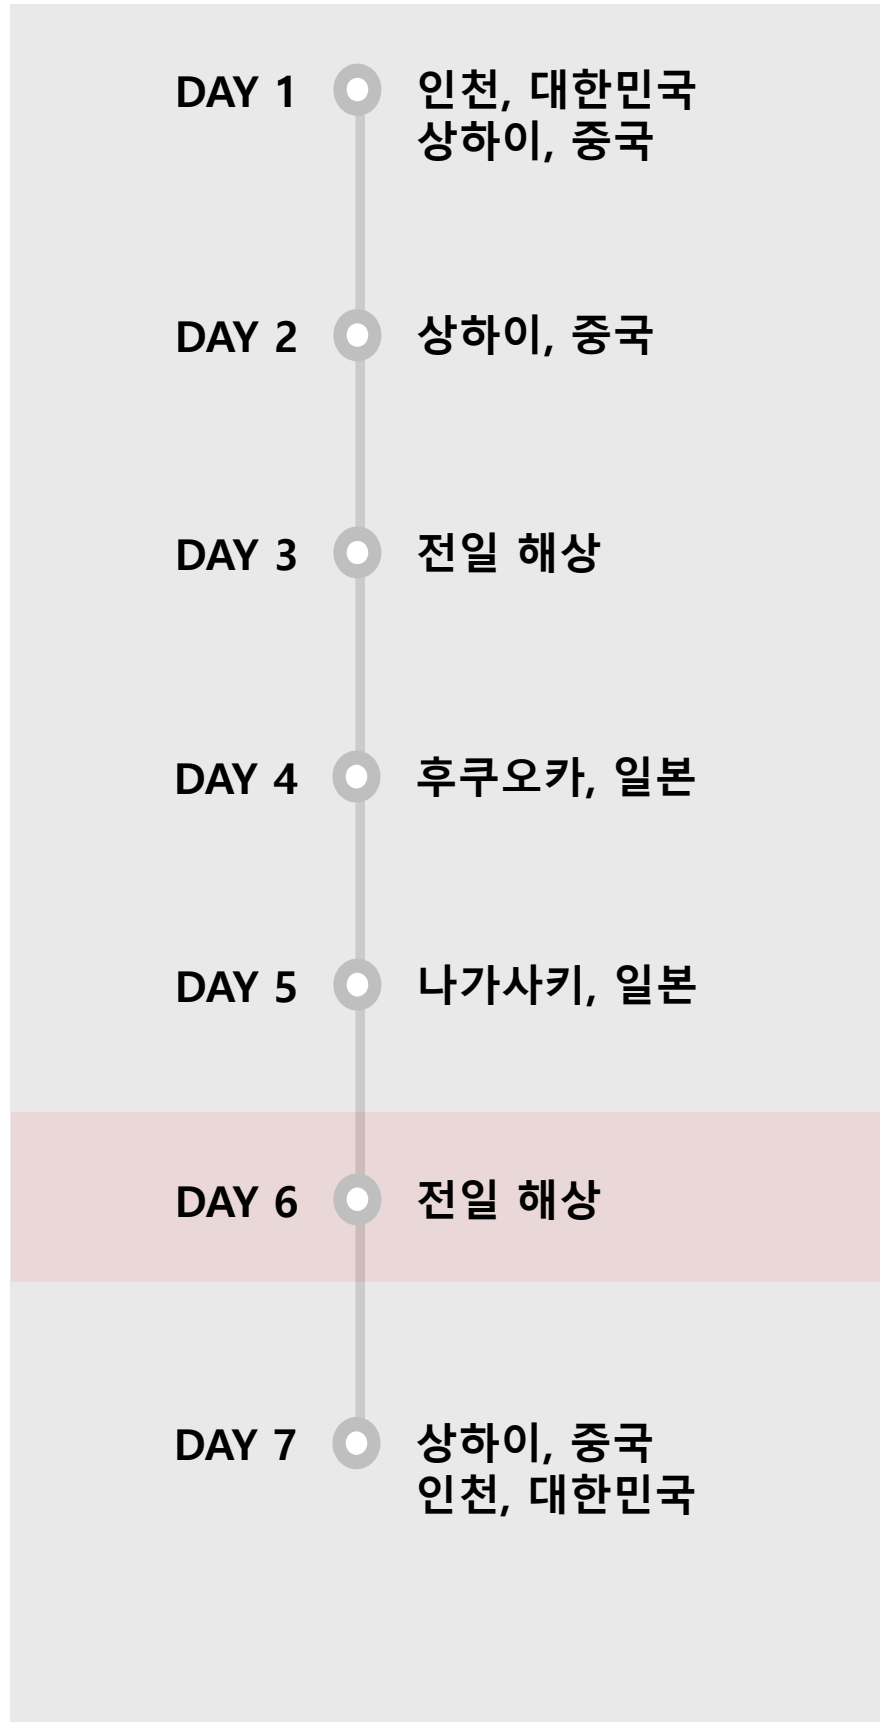 DAY 1 인천, 대한민국
상하이, 중국
DAY 2 상하이, 중국
DAY 3 전일 해상
DAY 4 후쿠오카, 일본
DAY 5 나가사키, 일본
DAY 6 전일 해상
DAY 7 상하이, 중국
인천, 대한민국